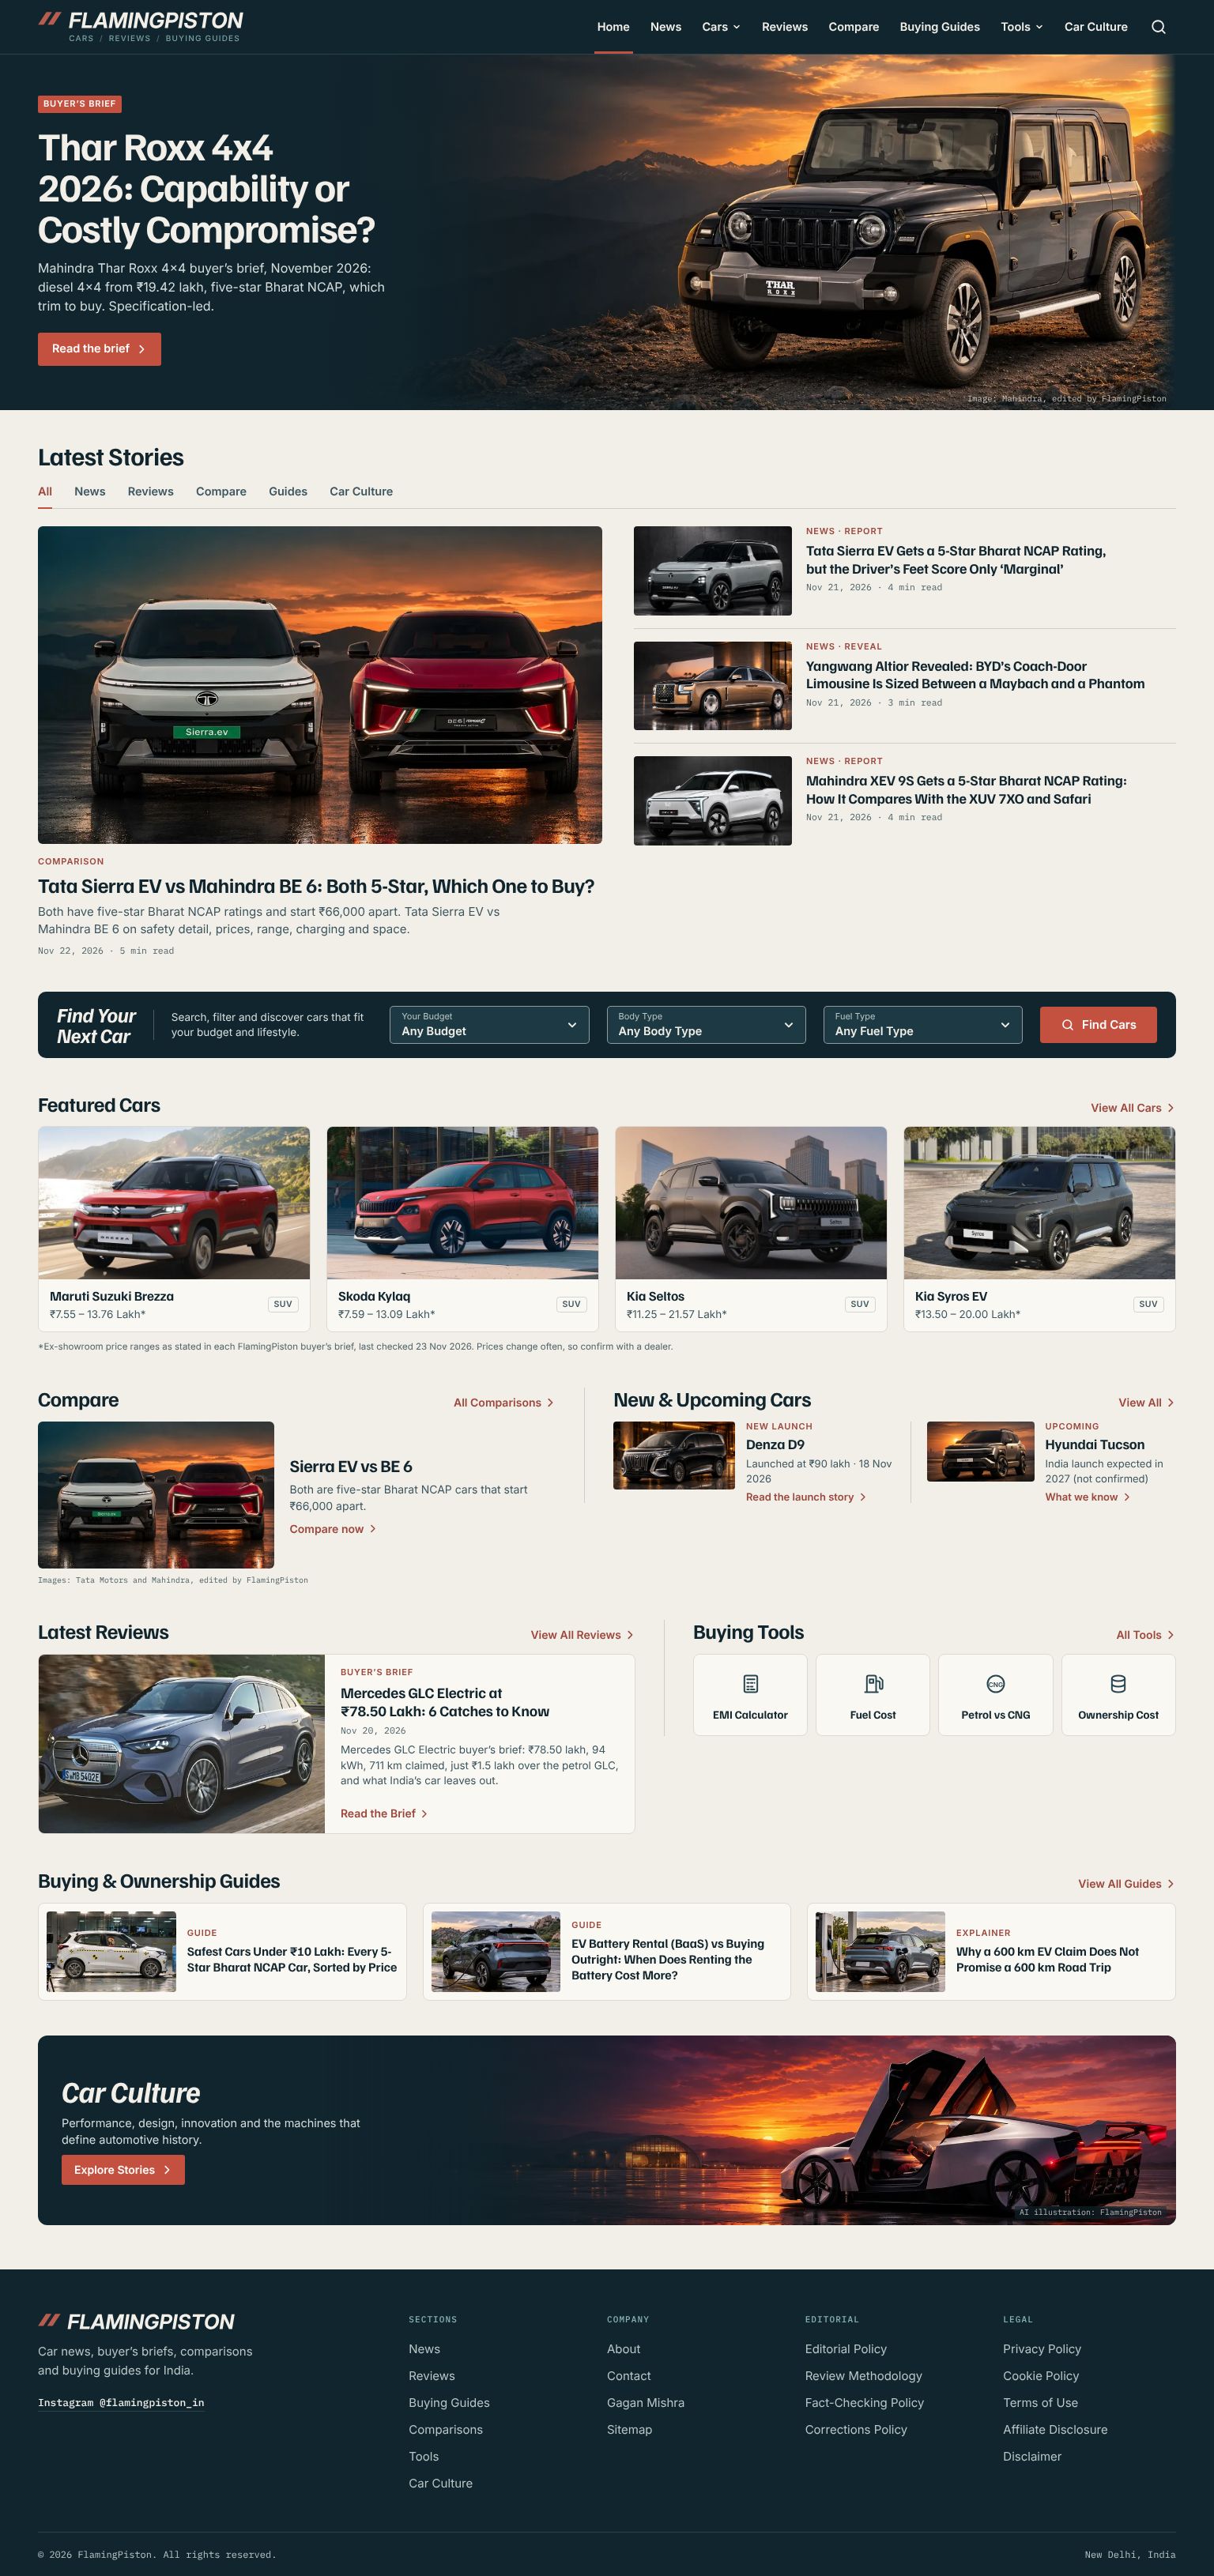 FLAMINGPISTON
CARS / REVIEWS / BUYING GUIDES
Home News Cars Reviews Compare Buying Guides Tools Car Culture
BUYER'S BRIEF
Thar Roxx 4x4
2026: Capability or
Costly Compromise?
Mahindra Thar Roxx 4×4 buyer's brief, November 2026:
diesel 4×4 from ₹19.42 lakh, five-star Bharat NCAP, which
trim to buy. Specification-led.
Read the brief
THAR
ROXX
Image: Mahindra, edited by FlamingPiston
Latest Stories
All News Reviews Compare Guides Car Culture
Sierra.ev
BE 6
COMPARISON
Tata Sierra EV vs Mahindra BE 6: Both 5-Star, Which One to Buy?
Both have five-star Bharat NCAP ratings and start ₹66,000 apart. Tata Sierra EV vs
Mahindra BE 6 on safety detail, prices, range, charging and space.
Nov 22, 2026 · 5 min read
NEWS · REPORT
Tata Sierra EV Gets a 5-Star Bharat NCAP Rating,
but the Driver's Feet Score Only ‘Marginal’
Nov 21, 2026 · 4 min read
NEWS · REVEAL
Yangwang Altior Revealed: BYD's Coach-Door
Limousine Is Sized Between a Maybach and a Phantom
Nov 21, 2026 · 3 min read
NEWS · REPORT
Mahindra XEV 9S Gets a 5-Star Bharat NCAP Rating:
How It Compares With the XUV 7XO and Safari
Nov 21, 2026 · 4 min read
Find Your
Next Car
Search, filter and discover cars that fit
your budget and lifestyle.
Your Budget
Any Budget
Body Type
Any Body Type
Fuel Type
Any Fuel Type
Find Cars
Featured Cars
View All Cars
Maruti Suzuki Brezza
₹7.55 – 13.76 Lakh*
SUV
Skoda Kylaq
₹7.59 – 13.09 Lakh*
SUV
Seltos
Kia Seltos
₹11.25 – 21.57 Lakh*
SUV
Syros
Kia Syros EV
₹13.50 – 20.00 Lakh*
SUV
*Ex-showroom price ranges as stated in each FlamingPiston buyer's brief, last checked 23 Nov 2026. Prices change often, so confirm with a dealer.
Compare
All Comparisons
Sierra EV vs BE 6
Both are five-star Bharat NCAP cars that start
₹66,000 apart.
Compare now
Images: Tata Motors and Mahindra, edited by FlamingPiston
New & Upcoming Cars
View All
NEW LAUNCH
Denza D9
Launched at ₹90 lakh · 18 Nov
2026
Read the launch story
UPCOMING
Hyundai Tucson
India launch expected in
2027 (not confirmed)
What we know
Latest Reviews
View All Reviews
BUYER'S BRIEF
Mercedes GLC Electric at
₹78.50 Lakh: 6 Catches to Know
Nov 20, 2026
Mercedes GLC Electric buyer's brief: ₹78.50 lakh, 94
kWh, 711 km claimed, just ₹1.5 lakh over the petrol GLC,
and what India's car leaves out.
Read the Brief
Buying Tools
All Tools
EMI Calculator
Fuel Cost
CNG
Petrol vs CNG
Ownership Cost
Buying & Ownership Guides
View All Guides
GUIDE
Safest Cars Under ₹10 Lakh: Every 5-
Star Bharat NCAP Car, Sorted by Price
GUIDE
EV Battery Rental (BaaS) vs Buying
Outright: When Does Renting the
Battery Cost More?
EXPLAINER
Why a 600 km EV Claim Does Not
Promise a 600 km Road Trip
Car Culture
Performance, design, innovation and the machines that
define automotive history.
Explore Stories
AI illustration: FlamingPiston
FLAMINGPISTON
Car news, buyer's briefs, comparisons
and buying guides for India.
Instagram @flamingpiston_in
SECTIONS
News
Reviews
Buying Guides
Comparisons
Tools
Car Culture
COMPANY
About
Contact
Gagan Mishra
Sitemap
EDITORIAL
Editorial Policy
Review Methodology
Fact-Checking Policy
Corrections Policy
LEGAL
Privacy Policy
Cookie Policy
Terms of Use
Affiliate Disclosure
Disclaimer
© 2026 FlamingPiston. All rights reserved.
New Delhi, India